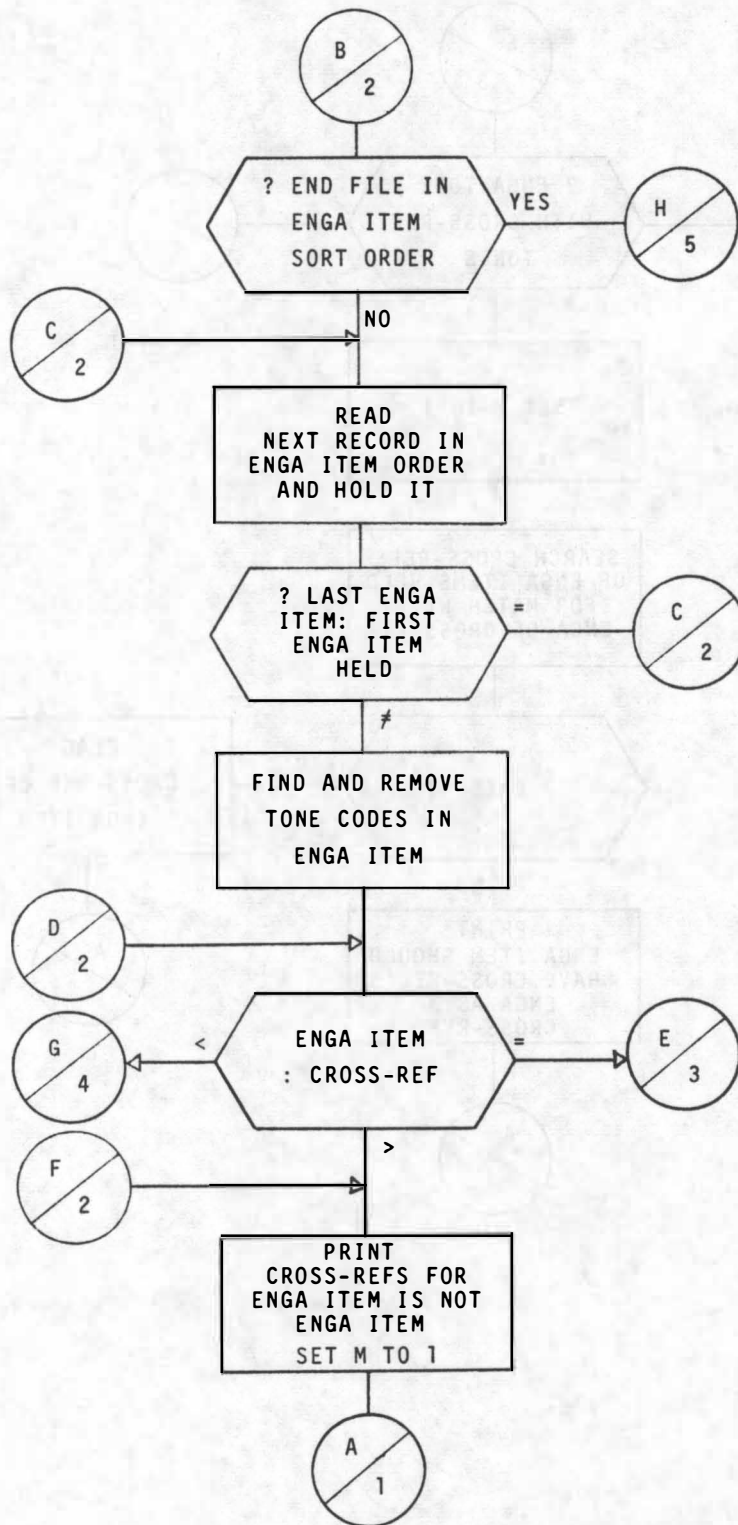 B
2
? END FILE IN
ENGA ITEM
SORT ORDER
YES
H
5
NO
C
2
READ
NEXT RECORD IN
ENGA ITEM ORDER
AND HOLD IT
? LAST ENGA
ITEM: FIRST
ENGA ITEM
HELD
=
C
2
≠
FIND AND REMOVE
TONE CODES IN
ENGA ITEM
D
2
ENGA ITEM
: CROSS-REF
<
G
4
=
E
3
>
F
2
PRINT
CROSS-REFS FOR
ENGA ITEM IS NOT
ENGA ITEM
SET M TO 1
A
1